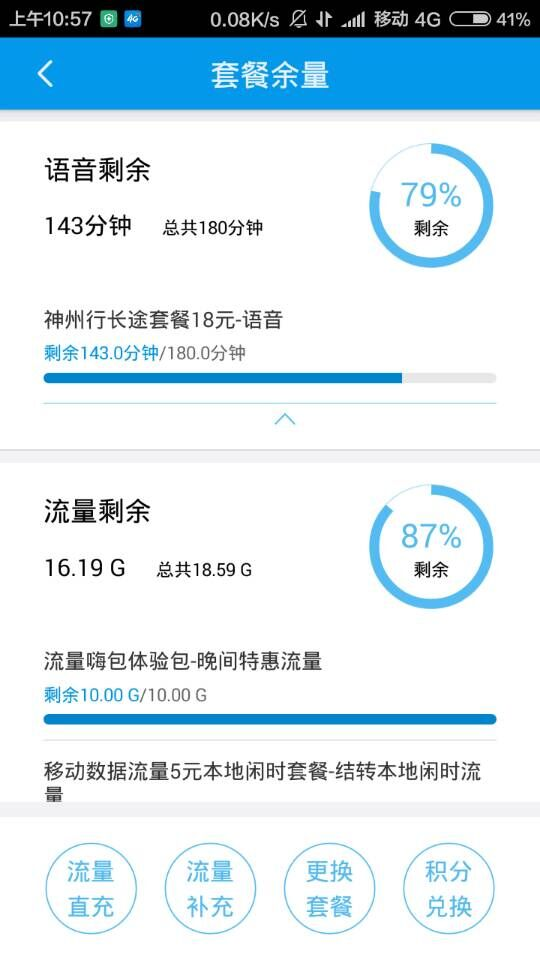 上午10:57 4G 0.08K/s 移动 4G 41%
套餐余量
语音剩余
79%
143分钟 总共180分钟
剩余
神州行长途套餐18元-语音
剩余143.0分钟/180.0分钟
流量剩余
87%
16.19 G 总共18.59 G
剩余
流量嗨包体验包-晚间特惠流量
剩余10.00 G/10.00 G
移动数据流量5元本地闲时套餐-结转本地闲时流
量
流量 流量 更换 积分
直充 补充 套餐 兑换